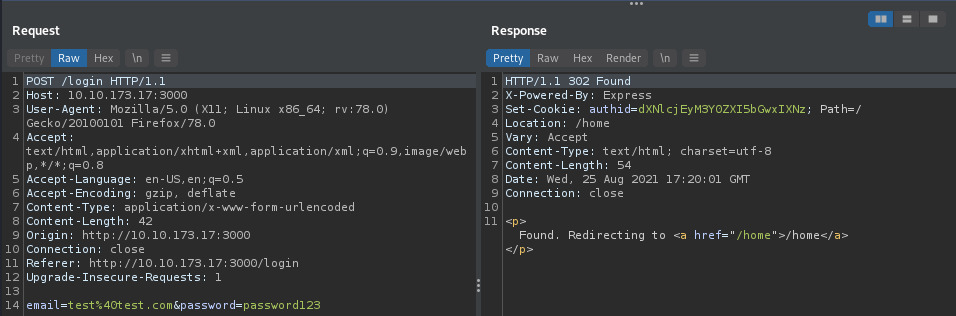 Request
Pretty Raw Hex \n
1 POST /login HTTP/1.1
2 Host: 10.10.173.17:3000
3 User-Agent: Mozilla/5.0 (X11; Linux x86_64; rv:78.0)
Gecko/20100101 Firefox/78.0
4 Accept:
text/html,application/xhtml+xml,application/xml;q=0.9,image/web
p,*/*;q=0.8
5 Accept-Language: en-US,en;q=0.5
6 Accept-Encoding: gzip, deflate
7 Content-Type: application/x-www-form-urlencoded
8 Content-Length: 42
9 Origin: http://10.10.173.17:3000
10 Connection: close
11 Referer: http://10.10.173.17:3000/login
12 Upgrade-Insecure-Requests: 1
13
14 email=test%40test.com&password=password123
Response
Pretty Raw Hex Render \n
1 HTTP/1.1 302 Found
2 X-Powered-By: Express
3 Set-Cookie: authid=dXNlcjEyM3Y0ZXI5bGwxIXNz; Path=/
4 Location: /home
5 Vary: Accept
6 Content-Type: text/html; charset=utf-8
7 Content-Length: 54
8 Date: Wed, 25 Aug 2021 17:20:01 GMT
9 Connection: close
10
11 <p>
Found. Redirecting to <a href="/home">/home</a>
</p>